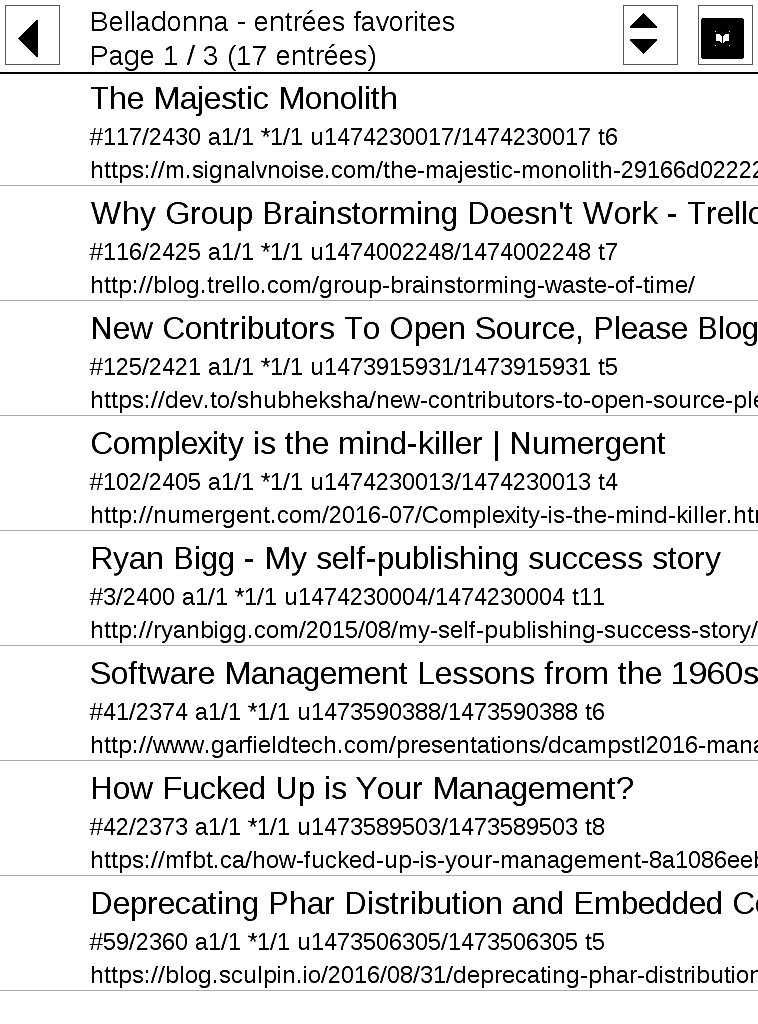 Belladonna - entrées favorites
Page 1 / 3 (17 entrées)
The Majestic Monolith
#117/2430 a1/1 *1/1 u1474230017/1474230017 t6
https://m.signalvnoise.com/the-majestic-monolith-29166d02222
Why Group Brainstorming Doesn't Work - Trello
#116/2425 a1/1 *1/1 u1474002248/1474002248 t7
http://blog.trello.com/group-brainstorming-waste-of-time/
New Contributors To Open Source, Please Blog
#125/2421 a1/1 *1/1 u1473915931/1473915931 t5
https://dev.to/shubheksha/new-contributors-to-open-source-ple
Complexity is the mind-killer | Numergent
#102/2405 a1/1 *1/1 u1474230013/1474230013 t4
http://numergent.com/2016-07/Complexity-is-the-mind-killer.htm
Ryan Bigg - My self-publishing success story
#3/2400 a1/1 *1/1 u1474230004/1474230004 t11
http://ryanbigg.com/2015/08/my-self-publishing-success-story/
Software Management Lessons from the 1960s
#41/2374 a1/1 *1/1 u1473590388/1473590388 t6
http://www.garfieldtech.com/presentations/dcampstl2016-mana
How Fucked Up is Your Management?
#42/2373 a1/1 *1/1 u1473589503/1473589503 t8
https://mfbt.ca/how-fucked-up-is-your-management-8a1086eeb
Deprecating Phar Distribution and Embedded Co
#59/2360 a1/1 *1/1 u1473506305/1473506305 t5
https://blog.sculpin.io/2016/08/31/deprecating-phar-distribution